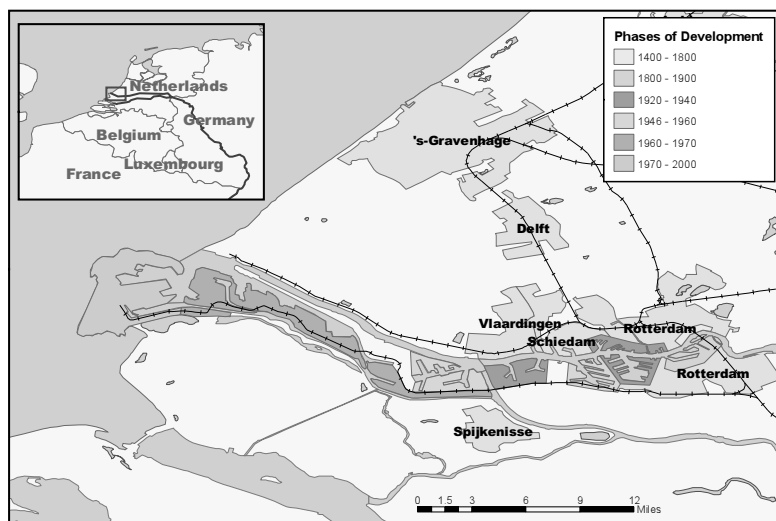 Netherlands
Germany
Belgium
Luxembourg
France
Phases of Development
1400 - 1800
1800 - 1900
1920 - 1940
1946 - 1960
1960 - 1970
1970 - 2000
's-Gravenhage
Delft
Vlaardingen
Schiedam
Rotterdam
Rotterdam
Spijkenisse
0 1.5 3 6 9 12
Miles